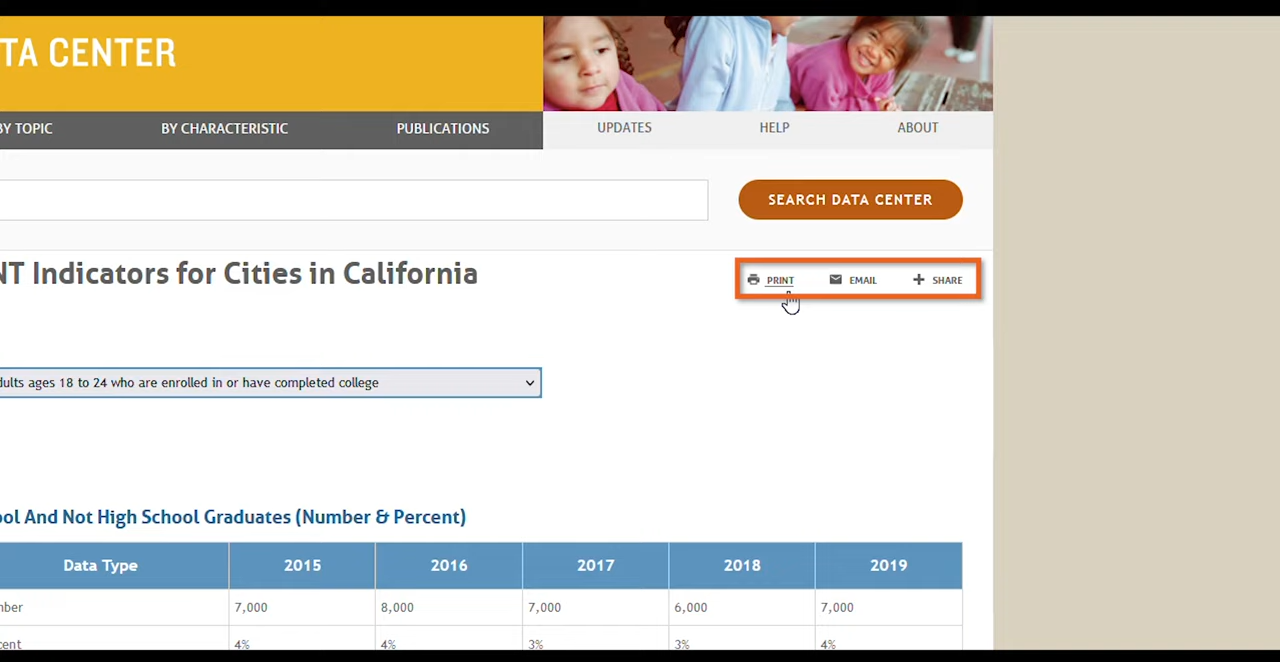 TA CENTER
BY TOPIC BY CHARACTERISTIC PUBLICATIONS UPDATES HELP ABOUT
SEARCH DATA CENTER
NT Indicators for Cities in California
PRINT EMAIL SHARE
dults ages 18 to 24 who are enrolled in or have completed college
ool And Not High School Graduates (Number & Percent)
Data Type 2015 2016 2017 2018 2019
mber 7,000 8,000 7,000 6,000 7,000
cent 4% 4% 3% 3% 4%